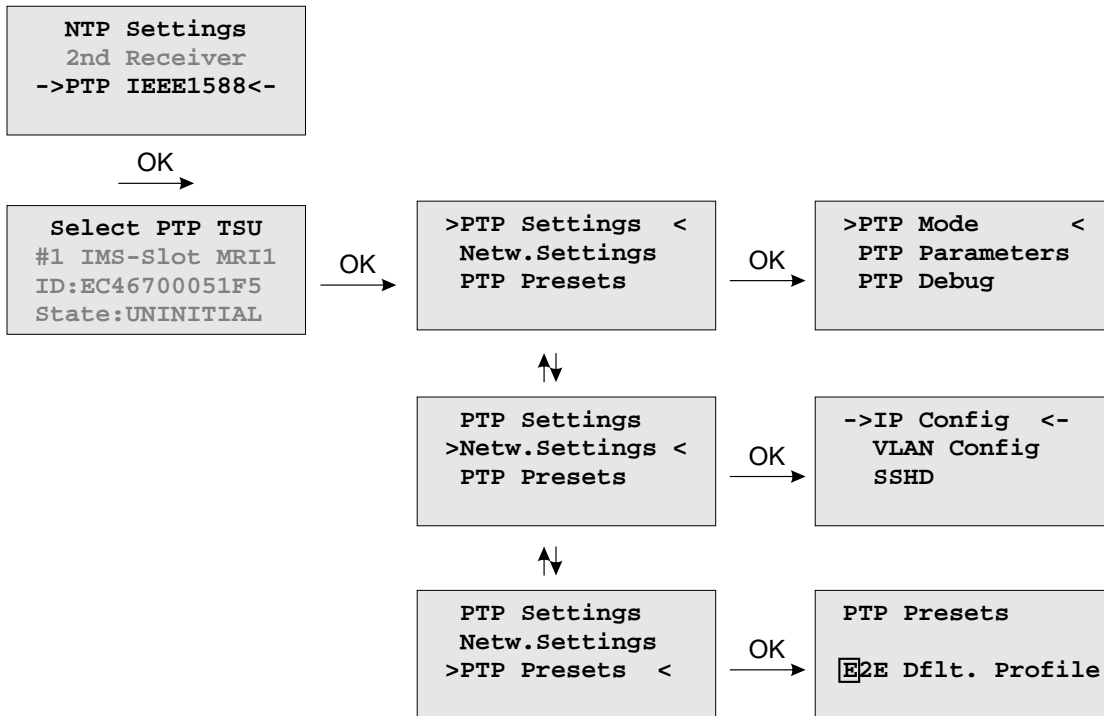 NTP Settings
2nd Receiver
->PTP IEEE1588<-
OK
Select PTP TSU
#1 IMS-Slot MRI1
ID:EC46700051F5
State:UNINITIAL
OK
>PTP Settings <
Netw.Settings
PTP Presets
OK
>PTP Mode <
PTP Parameters
PTP Debug
PTP Settings
>Netw.Settings <
PTP Presets
OK
->IP Config <-
VLAN Config
SSHD
PTP Settings
Netw.Settings
>PTP Presets <
OK
PTP Presets
E2E Dflt. Profile